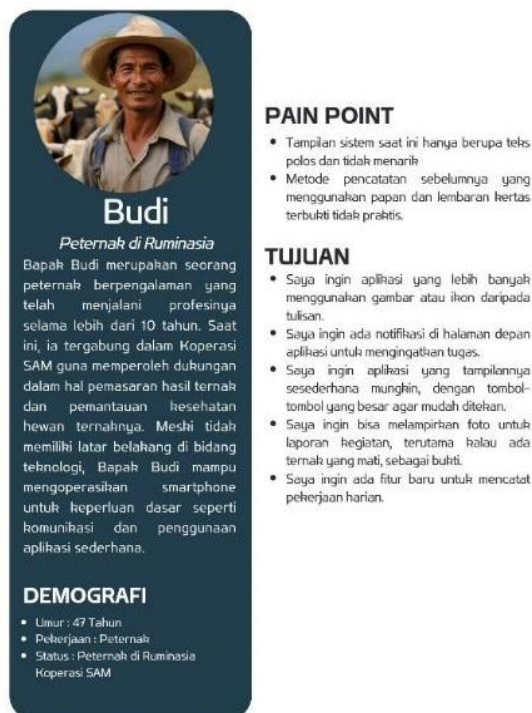 Budi
Peternak di Ruminasia
Bapak Budi merupakan seorang
peternak berpengalaman yang
telah menjalani profesinya
selama lebih dari 10 tahun. Saat
ini, ia tergabung dalam Koperasi
SAM guna memperoleh dukungan
dalam hal pemasaran hasil ternak
dan pemantauan kesehatan
hewan ternaknya. Meski tidak
memiliki latar belakang di bidang
teknologi, Bapak Budi mampu
mengoperasikan smartphone
untuk keperluan dasar seperti
komunikasi dan penggunaan
aplikasi sederhana.
DEMOGRAFI
• Umur : 47 Tahun
• Pekerjaan : Peternak
• Status : Peternak di Ruminasia
Koperasi SAM
PAIN POINT
• Tampilan sistem saat ini hanya berupa teks
polos dan tidak menarik
• Metode pencatatan sebelumnya yang
menggunakan papan dan lembaran kertas
terbukti tidak praktis.
TUJUAN
• Saya ingin aplikasi yang lebih banyak
menggunakan gambar atau ikon daripada
tulisan.
• Saya ingin ada notifikasi di halaman depan
aplikasi untuk mengingatkan tugas.
• Saya ingin aplikasi yang tampilannya
sesederhana mungkin, dengan tombol-
tombol yang besar agar mudah ditekan.
• Saya ingin bisa melampirkan foto untuk
laporan kegiatan, terutama kalau ada
ternak yang mati, sebagai bukti.
• Saya ingin ada fitur baru untuk mencatat
pekerjaan harian.